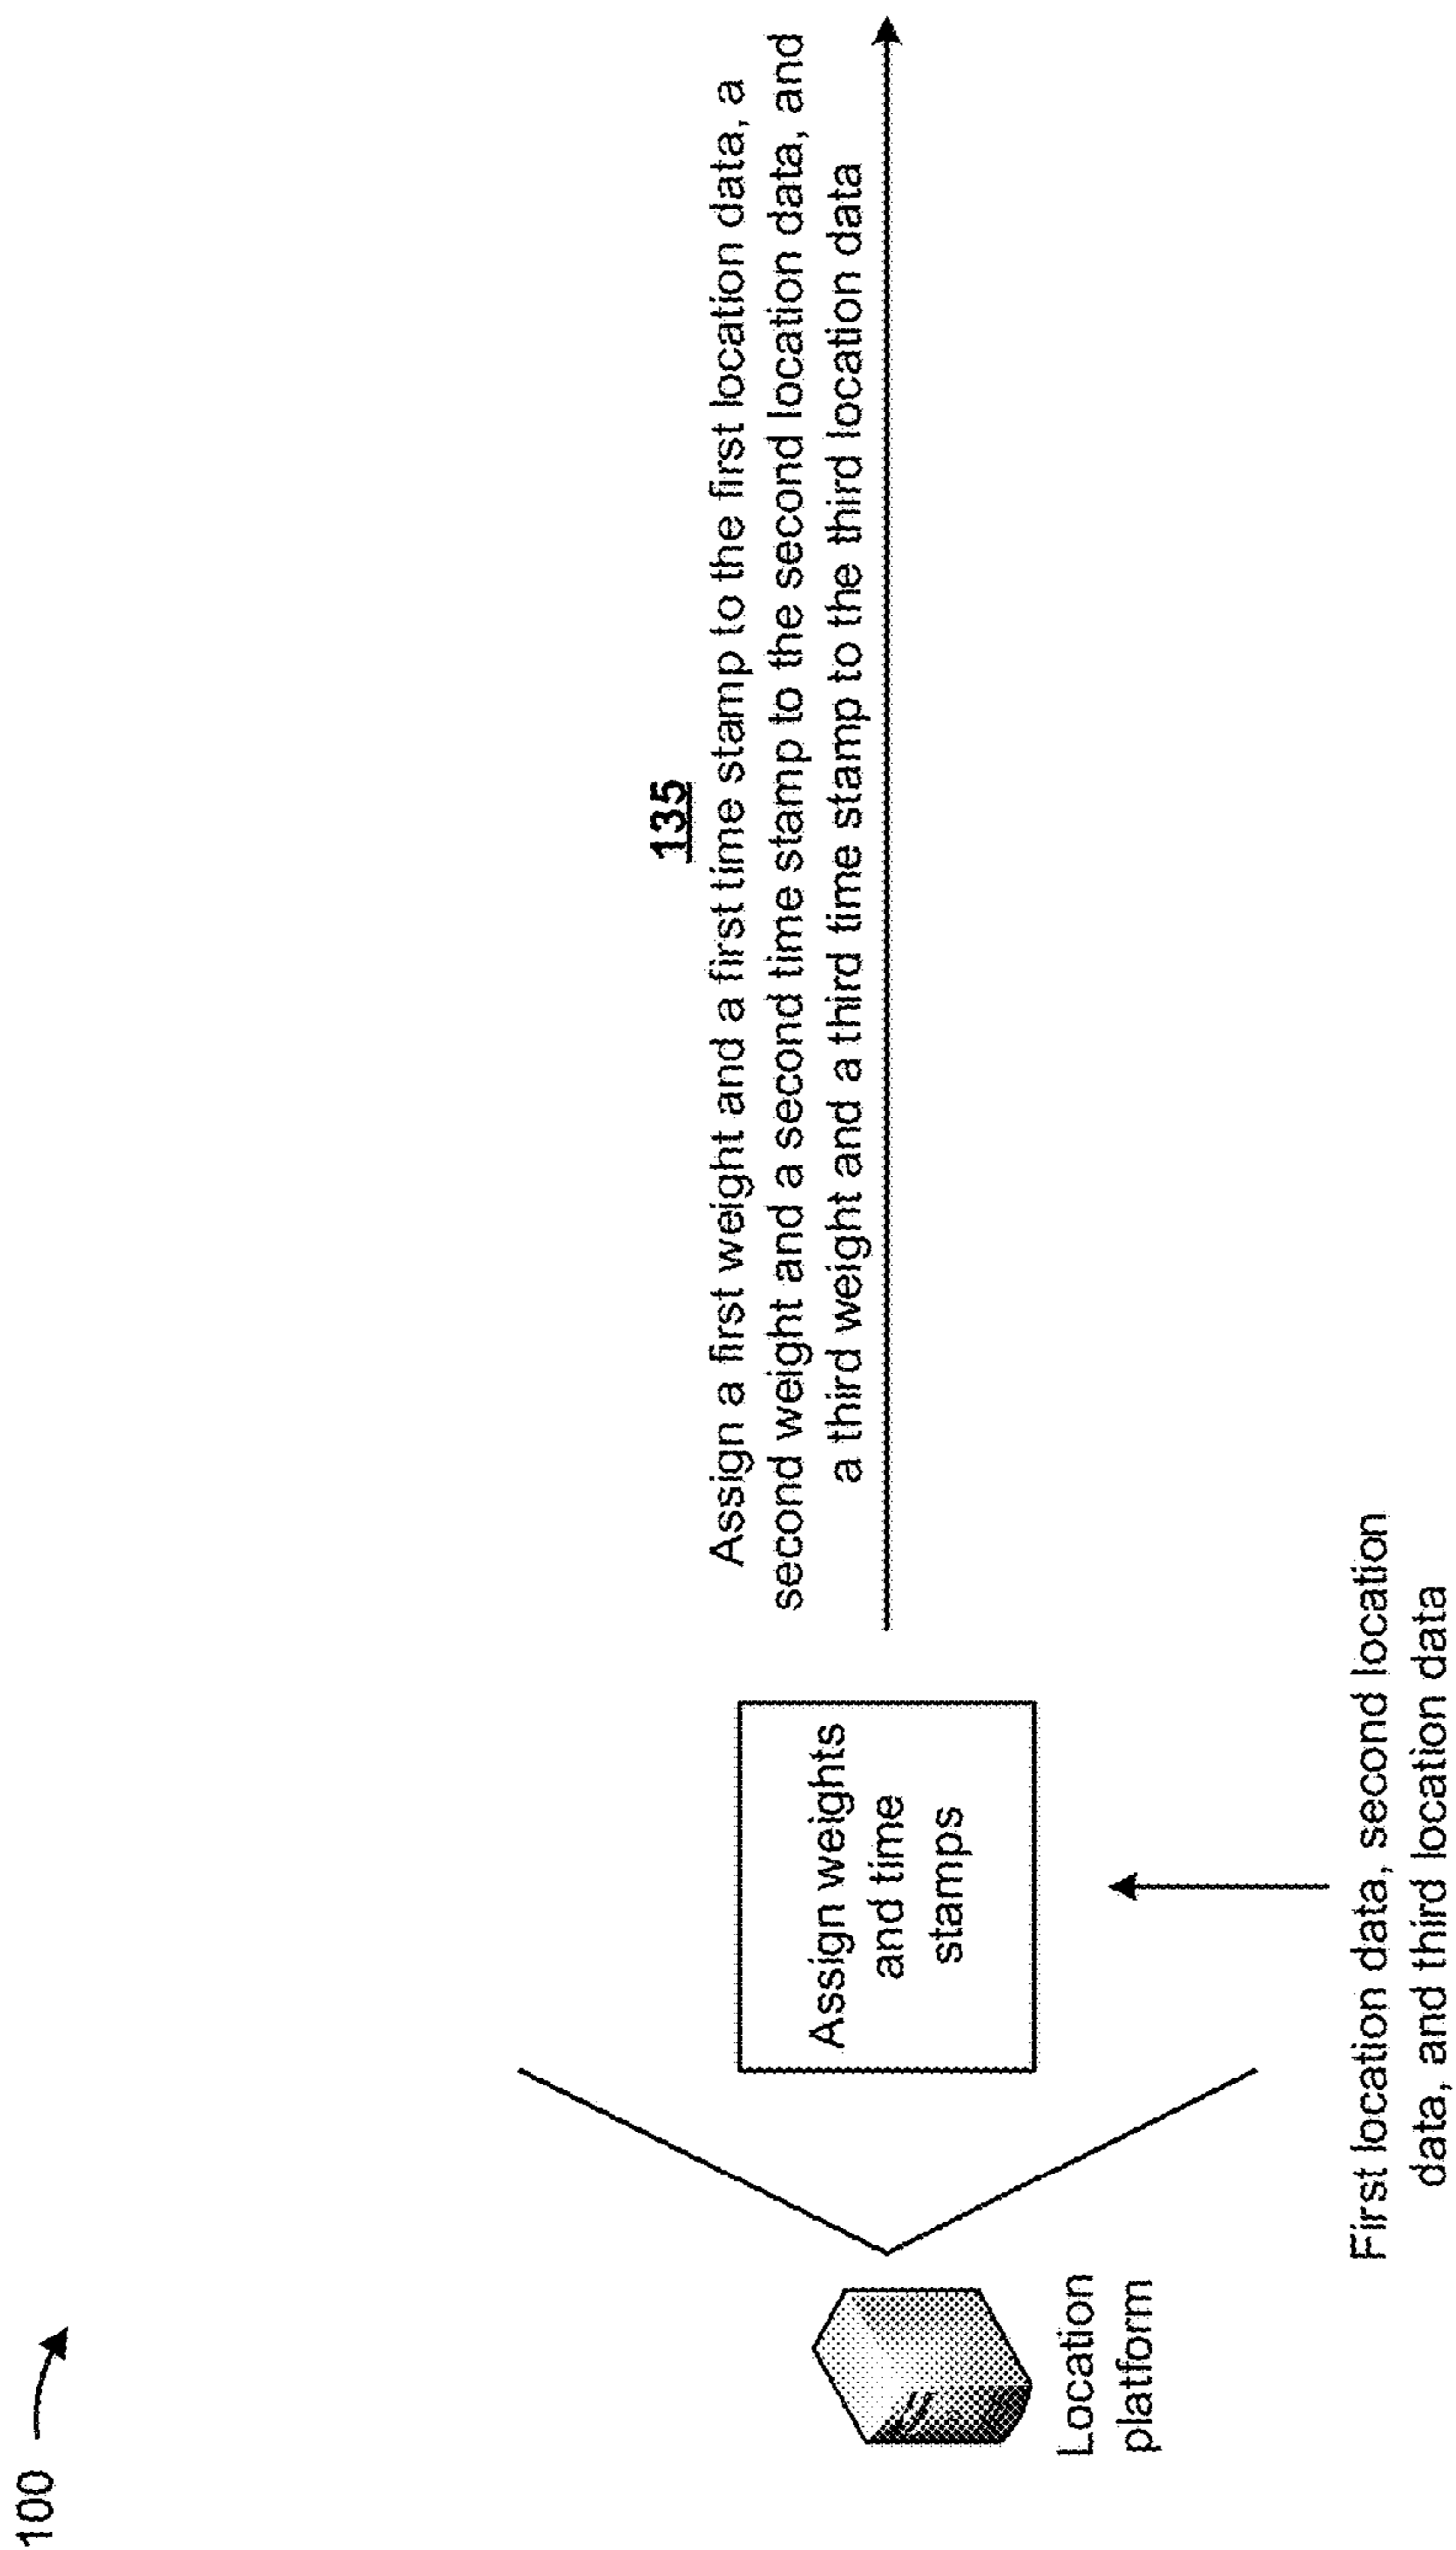 100
135
Assign a first weight and a first time stamp to the first location data, a
second weight and a second time stamp to the second location data, and
a third weight and a third time stamp to the third location data
Assign weights
and time
stamps
Location
platform
First location data, second location
data, and third location data